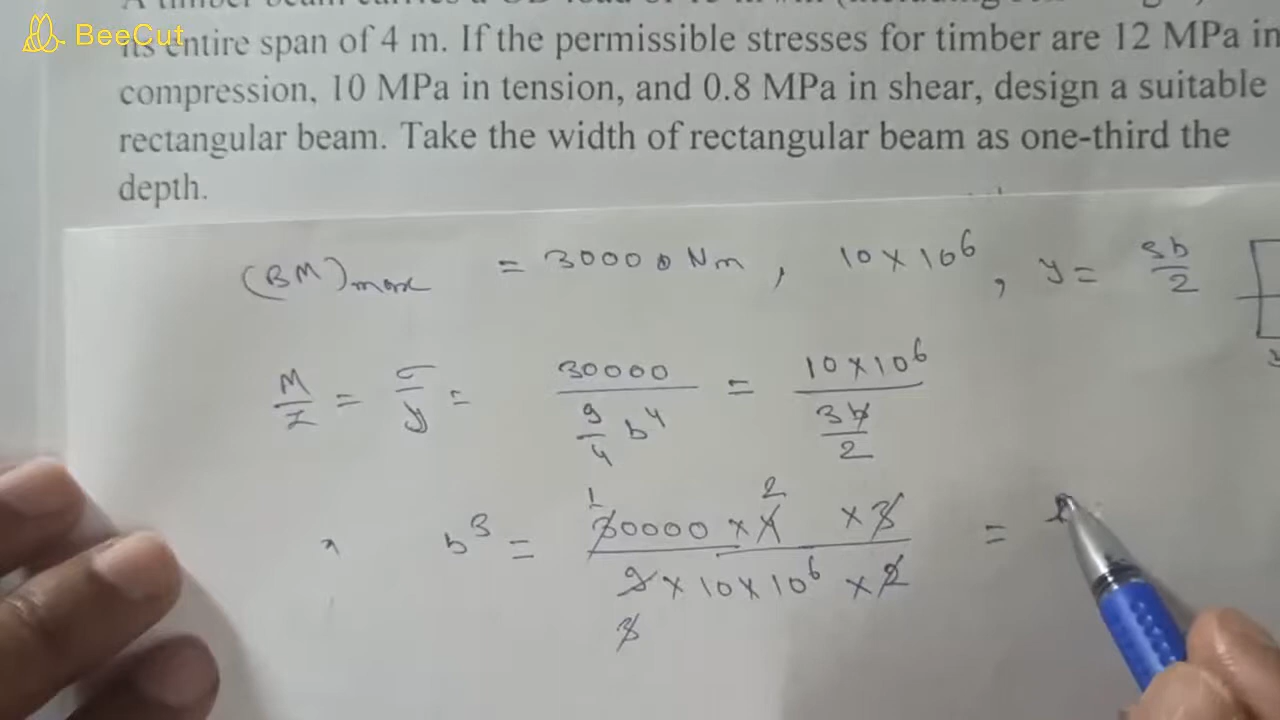 BeeCut
its entire span of 4 m. If the permissible stresses for timber are 12 MPa in
compression, 10 MPa in tension, and 0.8 MPa in shear, design a suitable
rectangular beam. Take the width of rectangular beam as one-third the
depth.
(BM)max = 30000 Nm, 10 × 10^6, y = 3b/2
M/I = σ/y = 30000 / (9/4 b^4) = 10 × 10^6 / (3b/2)
b^3 = 30000 × 4 × 3 / (9 × 10 × 10^6 × 2) =
1 2
3